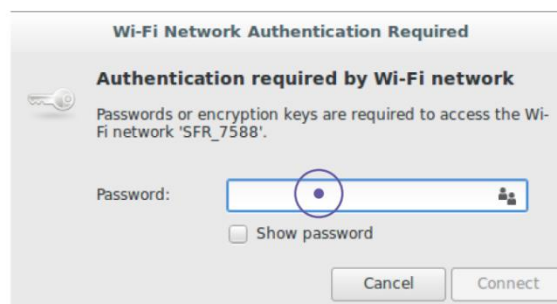 Wi-Fi Network Authentication Required
Authentication required by Wi-Fi network
Passwords or encryption keys are required to access the Wi-
Fi network 'SFR_7588'.
Password:
Show password
Cancel Connect